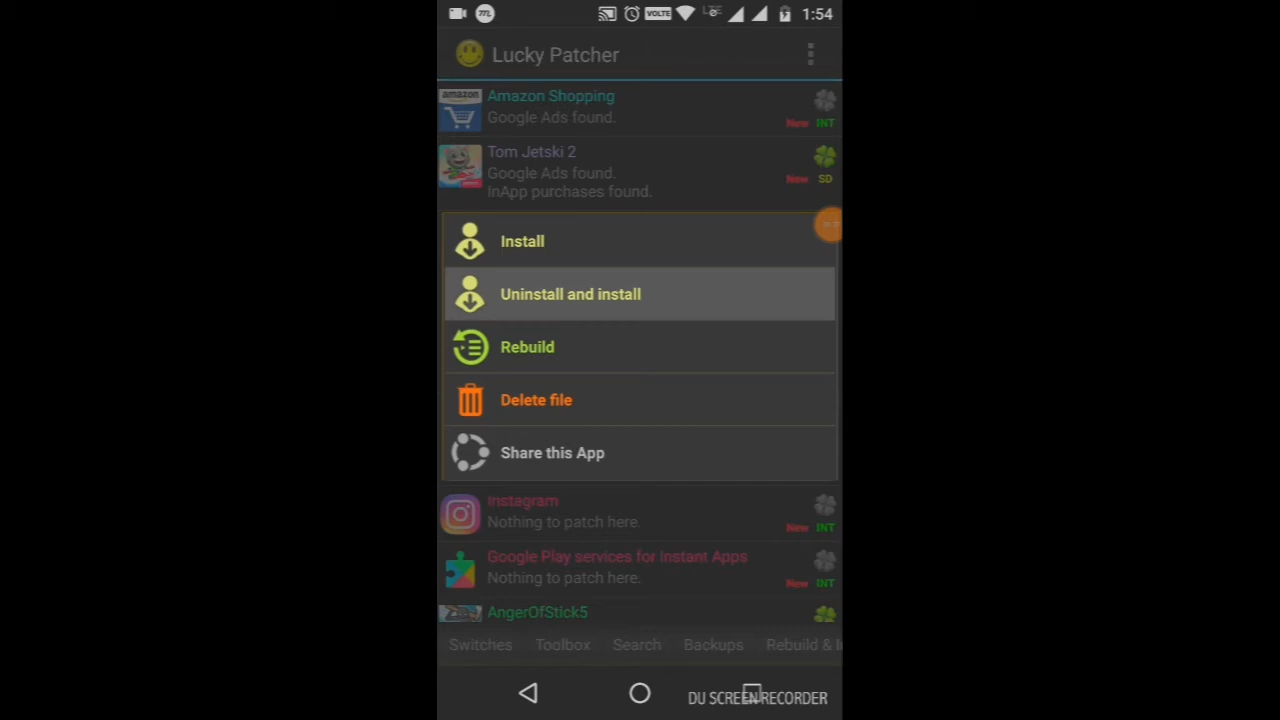 VOLTE LTE 1:54
Lucky Patcher
amazon
Amazon Shopping
Google Ads found.
New INT
Tom Jetski 2
Google Ads found.
New SD
InApp purchases found.
Install
Uninstall and install
Rebuild
Delete file
Share this App
Instagram
Nothing to patch here.
New INT
Google Play services for Instant Apps
Nothing to patch here.
New INT
AngerOfStick5
Switches Toolbox Search Backups Rebuild & I
DU SCREEN RECORDER